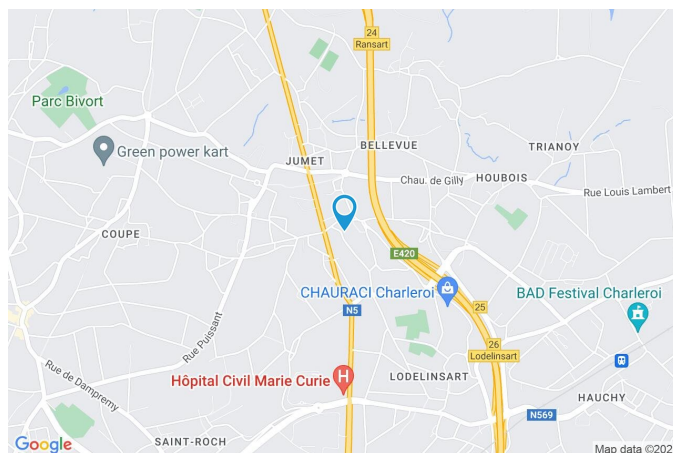 24
Ransart
Parc Bivort
Green power kart
JUMET
BELLEVUE
TRIANOY
Chau. de Gilly
HOUBOIS
Rue Louis Lambert
COUPE
E420
CHAURACI Charleroi
25
BAD Festival Charleroi
N5
Rue Puissant
26
Lodelinsart
Hôpital Civil Marie Curie
H
LODELINSART
Rue de Dampremy
HAUCHY
N569
SAINT-ROCH
Google
Map data ©202